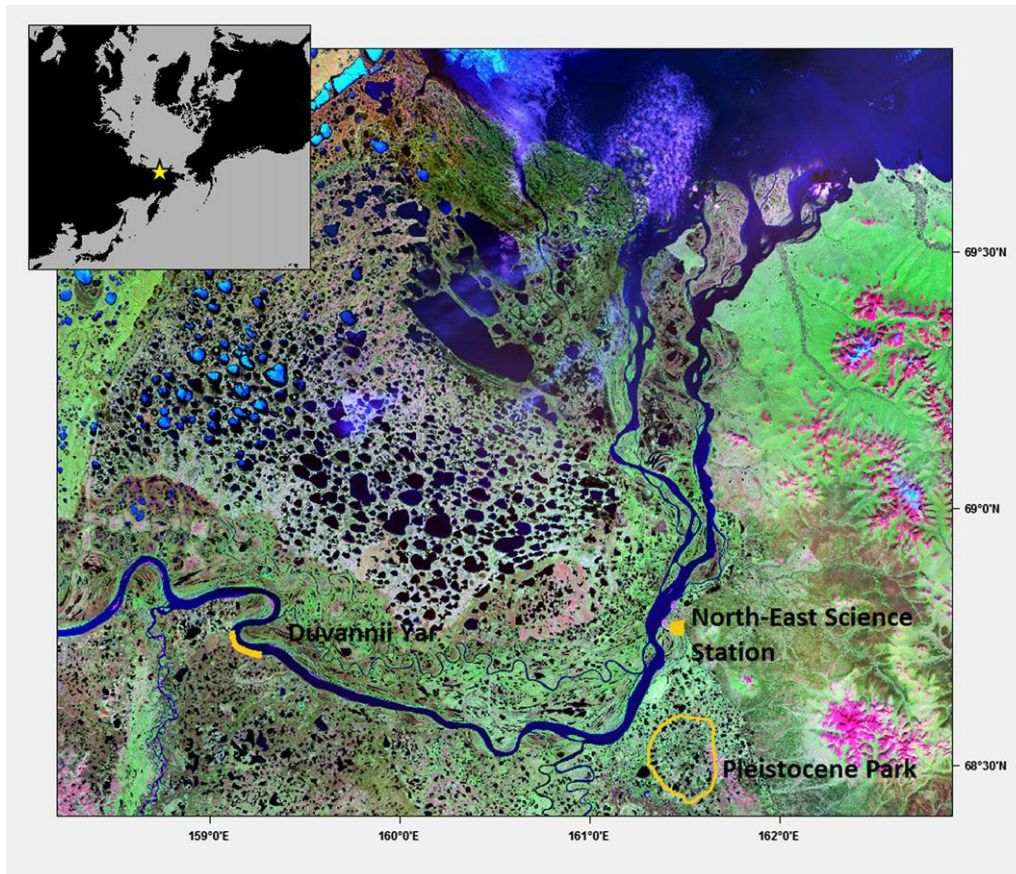 69°30'N
69°0'N
North-East Science
Station
Duvannii Yar
Pleistocene Park
68°30'N
159°0'E
160°0'E
161°0'E
162°0'E